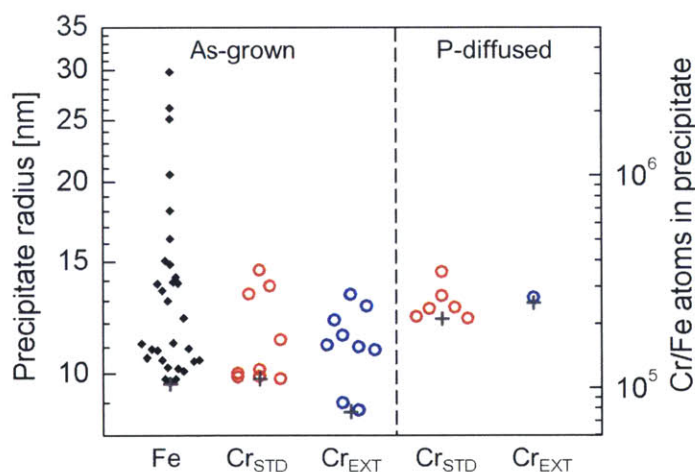 As-grown
P-diffused
Precipitate radius [nm]
35
30
25
20
15
10
Cr/Fe atoms in precipitate
10⁶
10⁵
Fe
Cr_STD
Cr_EXT
Cr_STD
Cr_EXT